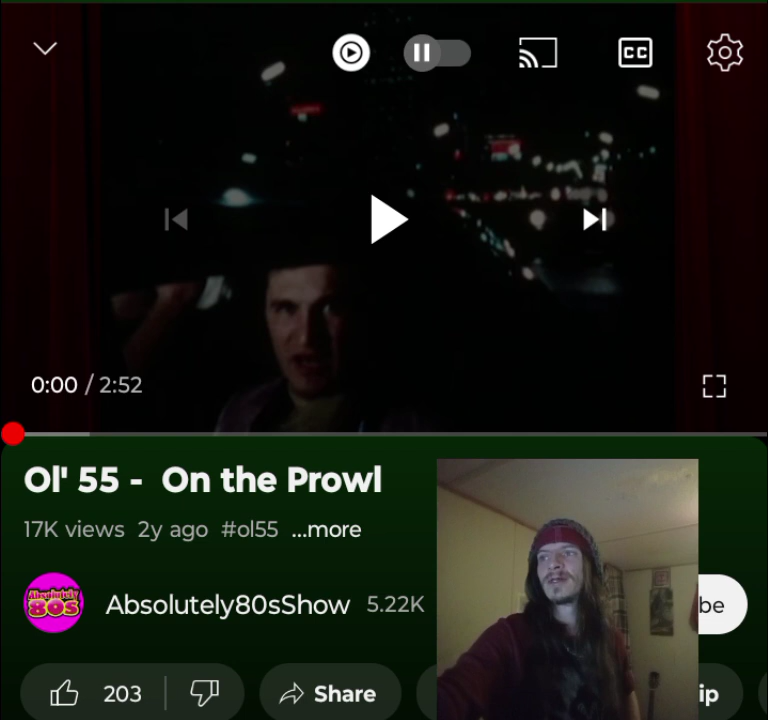 CC
0:00 / 2:52
Ol' 55 - On the Prowl
17K views 2y ago #ol55 ...more
Absolutely 80s
Absolutely80sShow 5.22K
be
203 Share ip